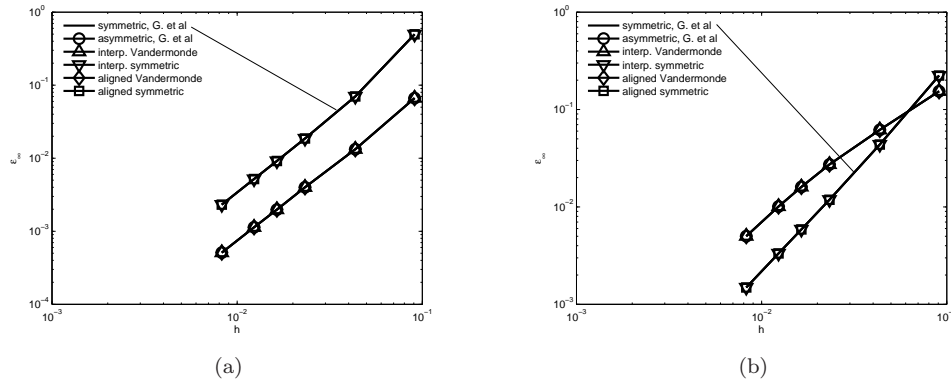 10^0
10^-1
10^-2
10^-3
10^-4
ε∞
10^-3
10^-2
10^-1
h
symmetric, G. et al
asymmetric, G. et al
interp. Vandermonde
interp. symmetric
aligned Vandermonde
aligned symmetric
(a)
10^0
10^-1
10^-2
10^-3
ε∞
10^-3
10^-2
10^-1
h
symmetric, G. et al
asymmetric, G. et al
interp. Vandermonde
interp. symmetric
aligned Vandermonde
aligned symmetric
(b)